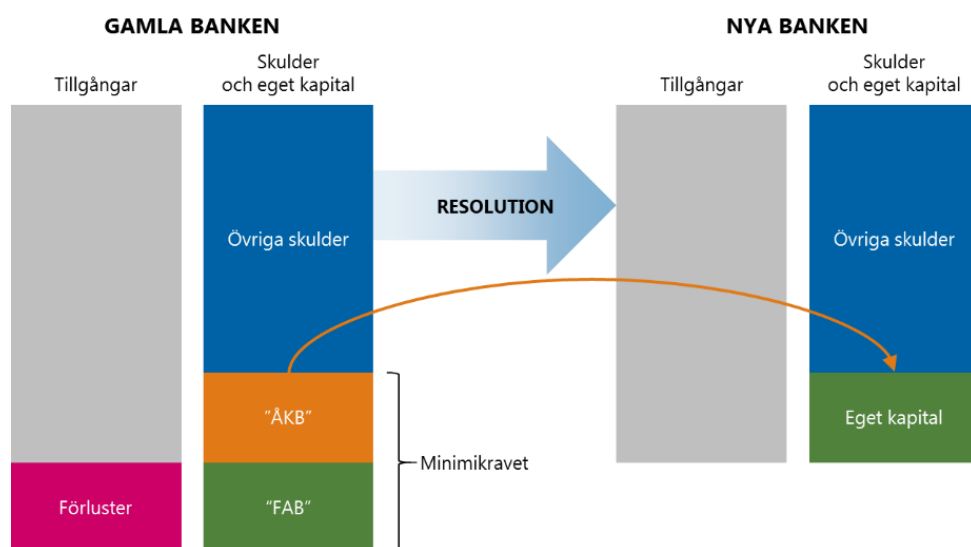 GAMLA BANKEN
NYA BANKEN
Tillgångar
Skulder
och eget kapital
Tillgångar
Skulder
och eget kapital
RESOLUTION
Övriga skulder
Övriga skulder
”ÅKB”
Eget kapital
Minimikravet
Förluster
”FAB”